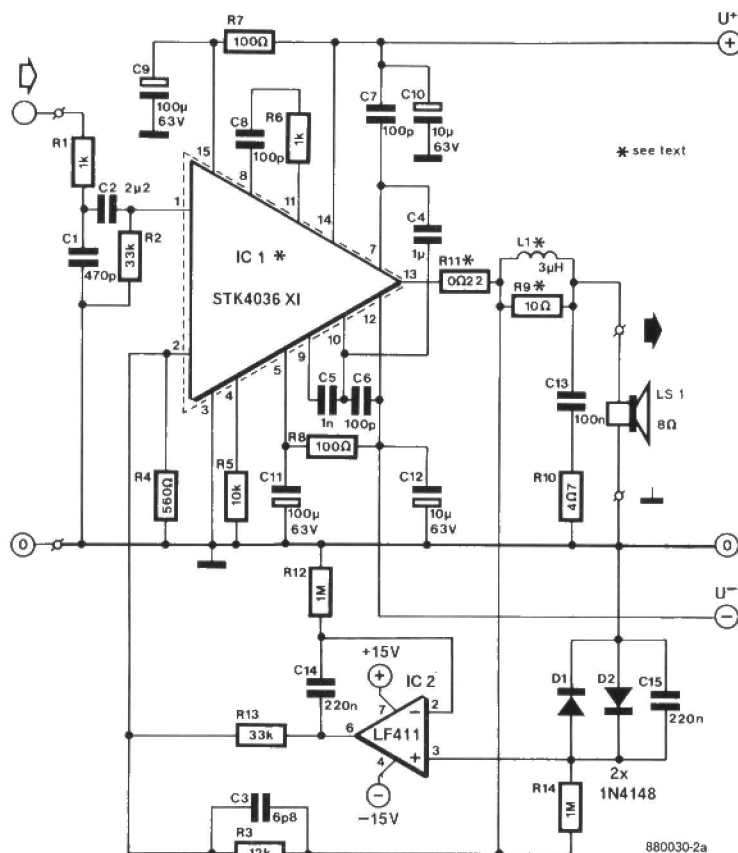 U+
R7
100Ω
C9
100µ
63V
C8
100p
R6
1k
C7
100p
C10
10µ
63V
* see text
R1
1k
C2
2µ2
C1
470p
R2
33k
15
8
11
14
7
1
2
3
4
5
9
10
12
13
IC 1 *
STK4036 XI
C4
1µ
R11*
0Ω22
L1*
3µH
R9*
10Ω
C5
1n
C6
100p
R8
100Ω
C13
100n
LS 1
8Ω
R4
560Ω
R5
10k
C11
100µ
63V
C12
10µ
63V
R10
4Ω7
0
0
R12
1M
U−
C14
220n
+15V
IC 2
7
2
6
LF411
3
4
−15V
R13
33k
D1
D2
C15
220n
2x
1N4148
R14
1M
C3
6p8
R3
880030-2a